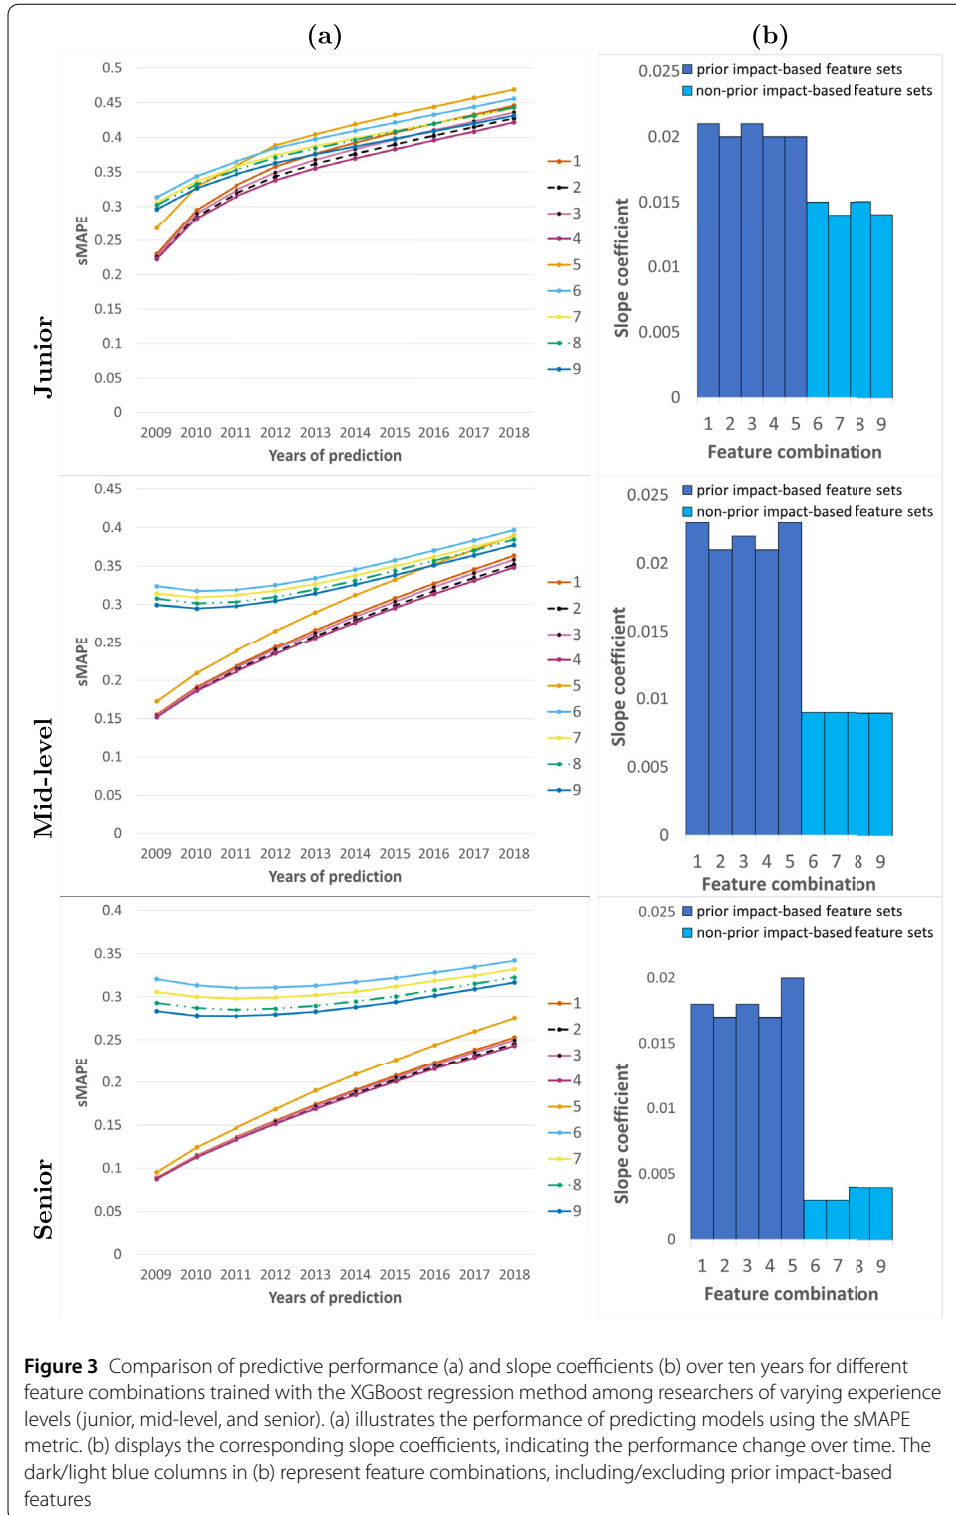 (a)
(b)
Junior
0.5
0.45
0.4
0.35
0.3
0.25
0.2
0.15
0.1
0.05
0
sMAPE
2009 2010 2011 2012 2013 2014 2015 2016 2017 2018
Years of prediction
1
2
3
4
5
6
7
8
9
prior impact-based feature sets
non-prior impact-based feature sets
0.025
0.02
0.015
0.01
0.005
0
Slope coefficient
1 2 3 4 5 6 7 8 9
Feature combination
Mid-level
0.45
0.4
0.35
0.3
0.25
0.2
0.15
0.1
0.05
0
sMAPE
2009 2010 2011 2012 2013 2014 2015 2016 2017 2018
Years of prediction
1
2
3
4
5
6
7
8
9
prior impact-based feature sets
non-prior impact-based feature sets
0.025
0.02
0.015
0.01
0.005
0
Slope coefficient
1 2 3 4 5 6 7 8 9
Feature combination
Senior
0.4
0.35
0.3
0.25
0.2
0.15
0.1
0.05
0
sMAPE
2009 2010 2011 2012 2013 2014 2015 2016 2017 2018
Years of prediction
1
2
3
4
5
6
7
8
9
prior impact-based feature sets
non-prior impact-based feature sets
0.025
0.02
0.015
0.01
0.005
0
Slope coefficient
1 2 3 4 5 6 7 8 9
Feature combination
Figure 3 Comparison of predictive performance (a) and slope coefficients (b) over ten years for different
feature combinations trained with the XGBoost regression method among researchers of varying experience
levels (junior, mid-level, and senior). (a) illustrates the performance of predicting models using the sMAPE
metric. (b) displays the corresponding slope coefficients, indicating the performance change over time. The
dark/light blue columns in (b) represent feature combinations, including/excluding prior impact-based
features